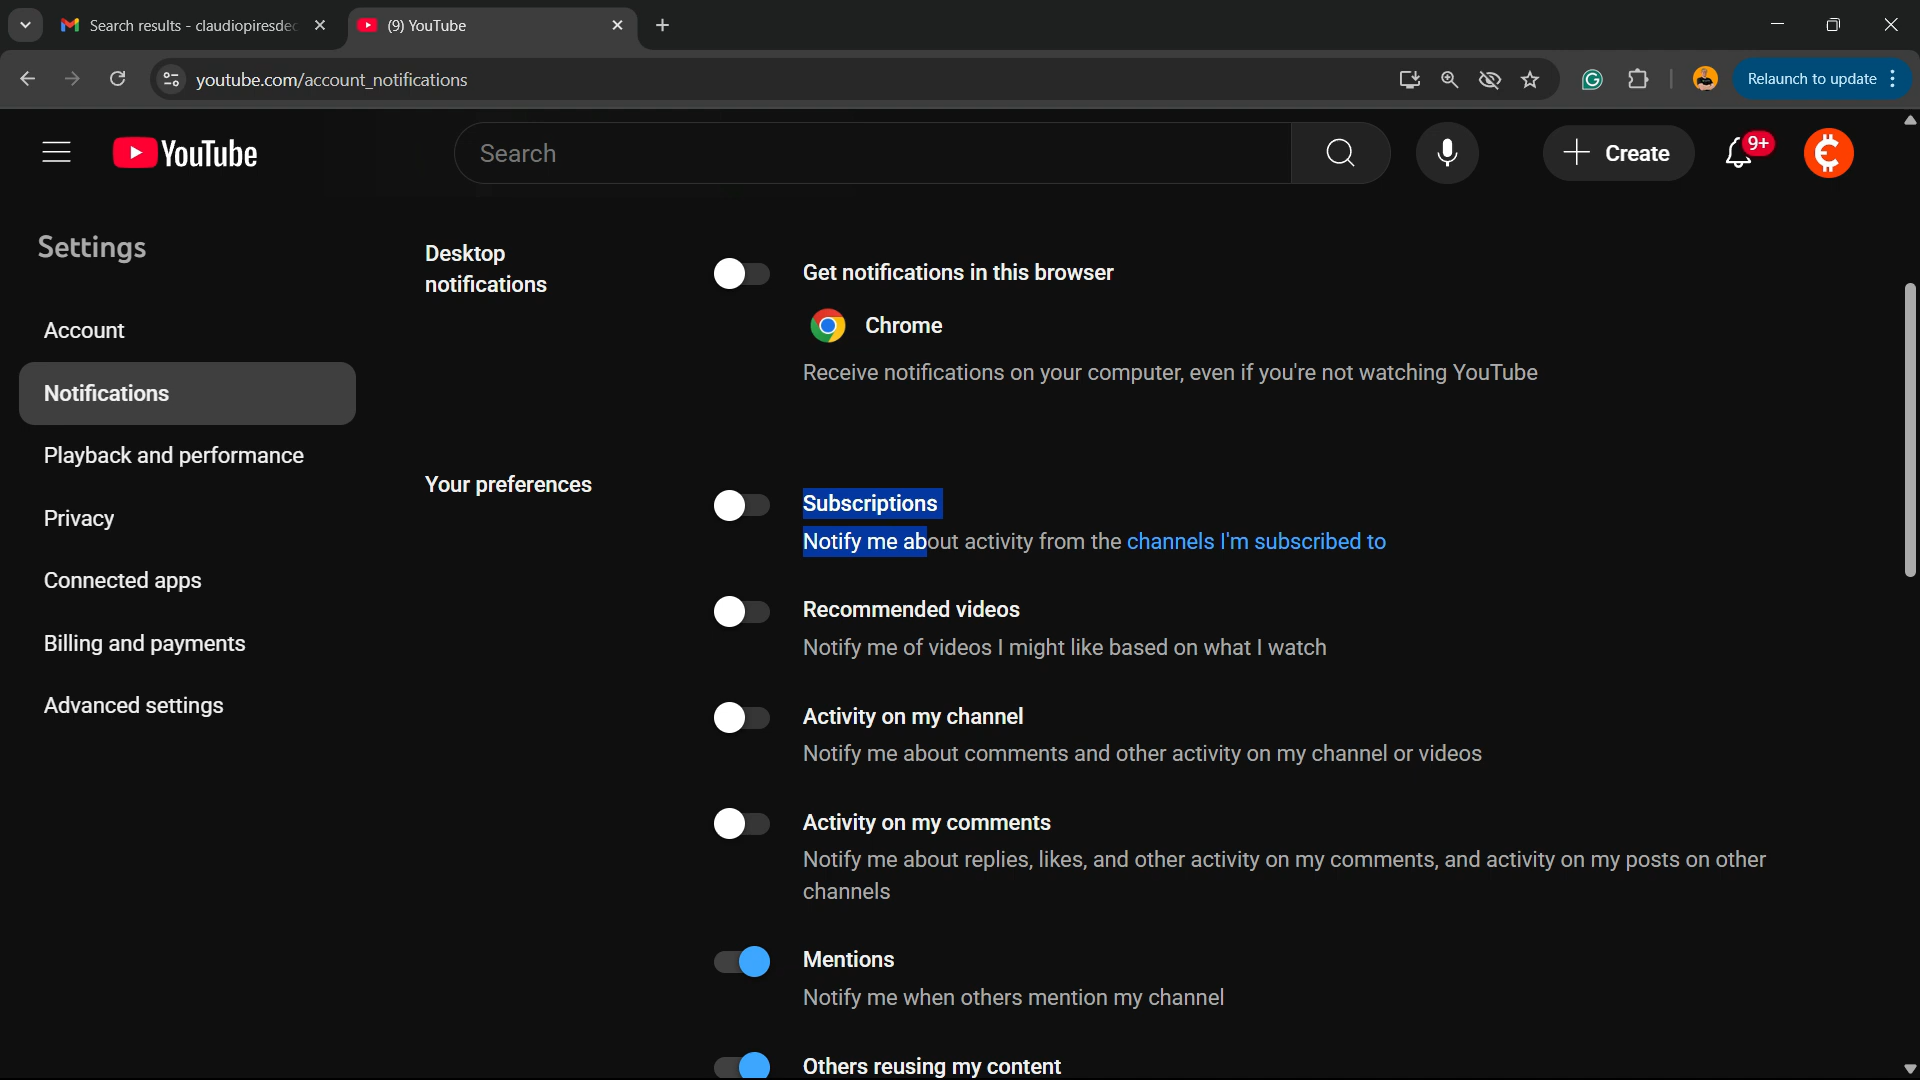 Search results - claudiopiresdec
(9) YouTube
youtube.com/account_notifications
Relaunch to update
YouTube
Search
Create
9+
Settings
Account
Notifications
Playback and performance
Privacy
Connected apps
Billing and payments
Advanced settings
Desktop
notifications
Get notifications in this browser
Chrome
Receive notifications on your computer, even if you're not watching YouTube
Your preferences
Subscriptions
Notify me about activity from the channels I'm subscribed to
Recommended videos
Notify me of videos I might like based on what I watch
Activity on my channel
Notify me about comments and other activity on my channel or videos
Activity on my comments
Notify me about replies, likes, and other activity on my comments, and activity on my posts on other
channels
Mentions
Notify me when others mention my channel
Others reusing my content